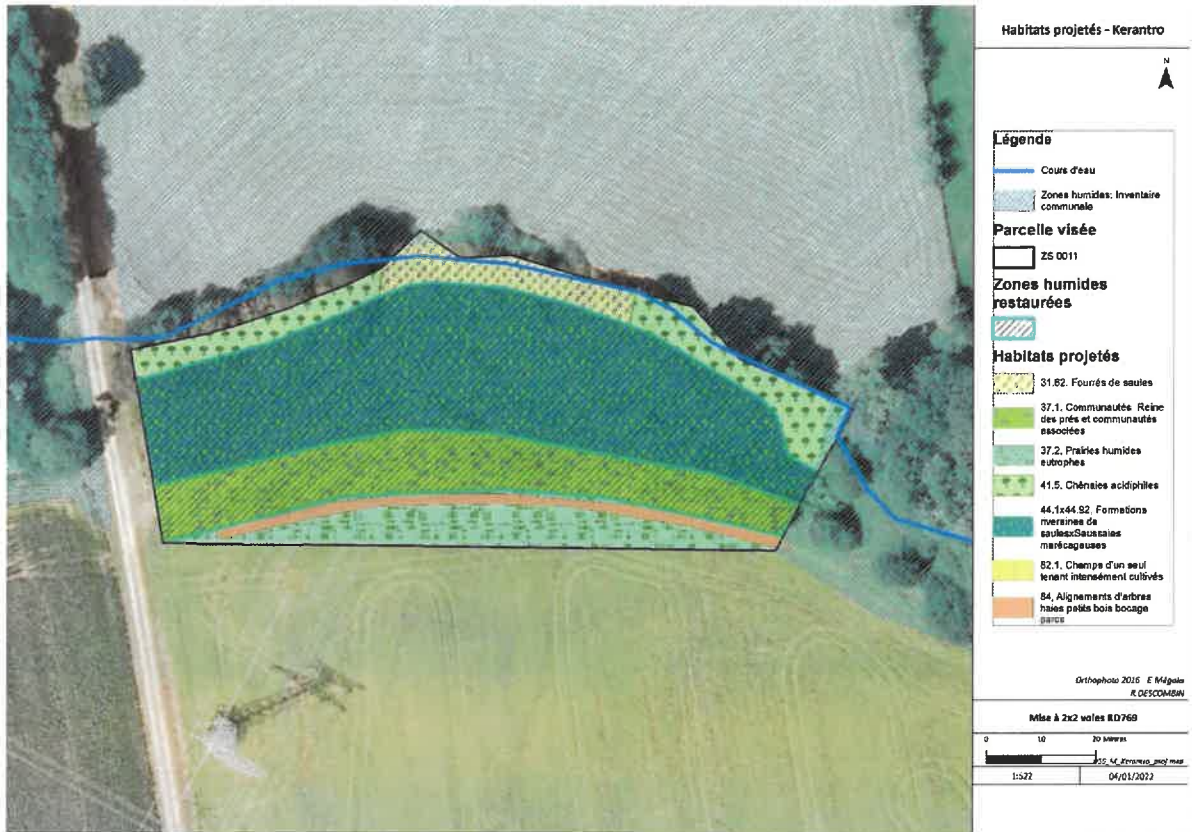 Habitats projetés - Kerantro
N
Légende
Cours d'eau
Zones humides: Inventaire
communale
Parcelle visée
ZS 0011
Zones humides
restaurées
Habitats projetés
31.62. Fourrés de saules
37.1. Communautés Reine
des prés et communautés
associées
37.2. Prairies humides
eutrophes
41.5. Chênaies acidiphiles
44.1x44.92. Formations
riveraines de
saulesxSaussaies
marécageuses
82.1. Champs d'un seul
tenant intensément cultivés
84. Alignements d'arbres
haies petits bois bocage
parcs
Orthophoto 2016 E Mégalis
R DESCOMBIN
Mise à 2x2 voies RD769
0 10 20 Mètres
1:522 04/01/2022